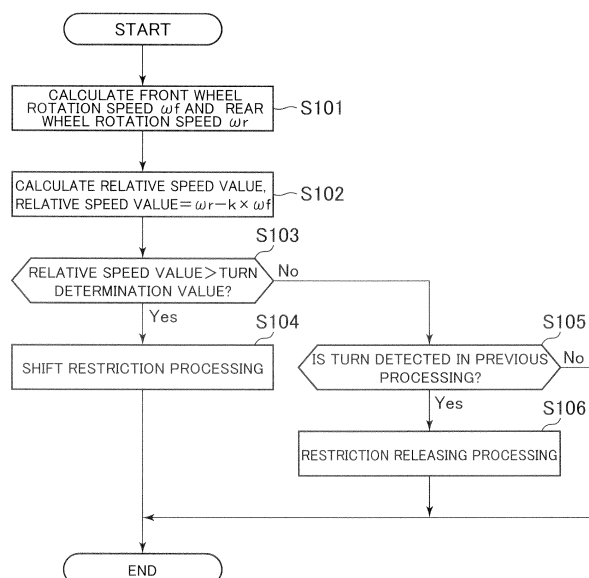 START
CALCULATE FRONT WHEEL
ROTATION SPEED ωf AND REAR
WHEEL ROTATION SPEED ωr
S101
CALCULATE RELATIVE SPEED VALUE,
RELATIVE SPEED VALUE=ωr-k×ωf
S102
S103
RELATIVE SPEED VALUE>TURN
DETERMINATION VALUE?
No
Yes
S104
SHIFT RESTRICTION PROCESSING
S105
IS TURN DETECTED IN PREVIOUS
PROCESSING?
No
Yes
S106
RESTRICTION RELEASING PROCESSING
END